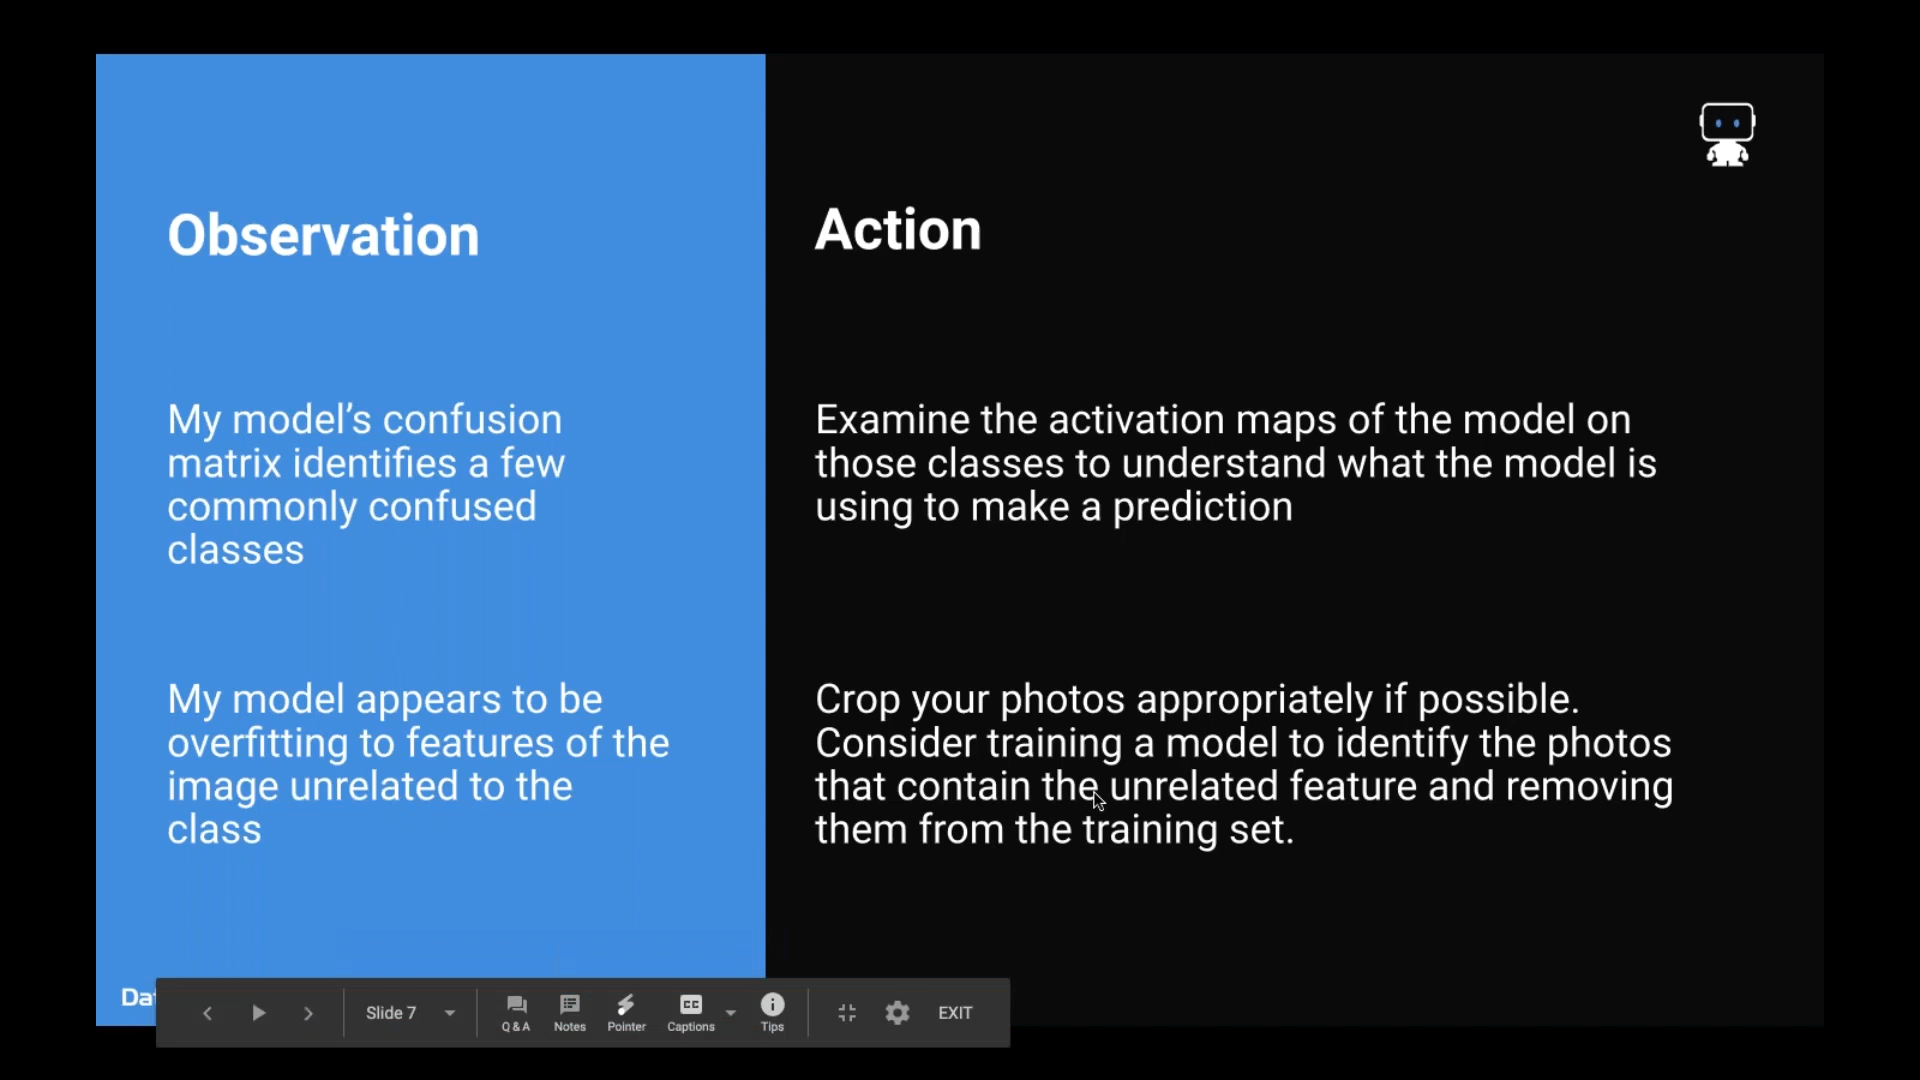 Observation
My model’s confusion
matrix identifies a few
commonly confused
classes
My model appears to be
overfitting to features of the
image unrelated to the
class
Action
Examine the activation maps of the model on
those classes to understand what the model is
using to make a prediction
Crop your photos appropriately if possible.
Consider training a model to identify the photos
that contain the unrelated feature and removing
them from the training set.
Slide 7
Q & A
Notes
Pointer
CC
Captions
Tips
EXIT